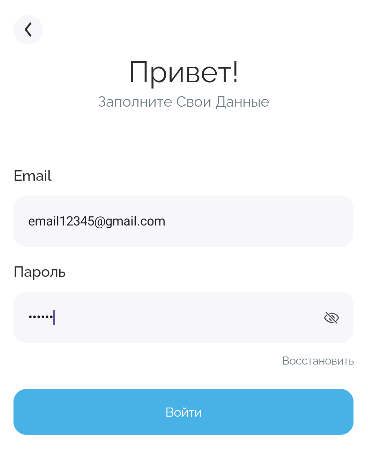 Привет!
Заполните Свои Данные
Email
email12345@gmail.com
Пароль
••••••
Восстановить
Войти